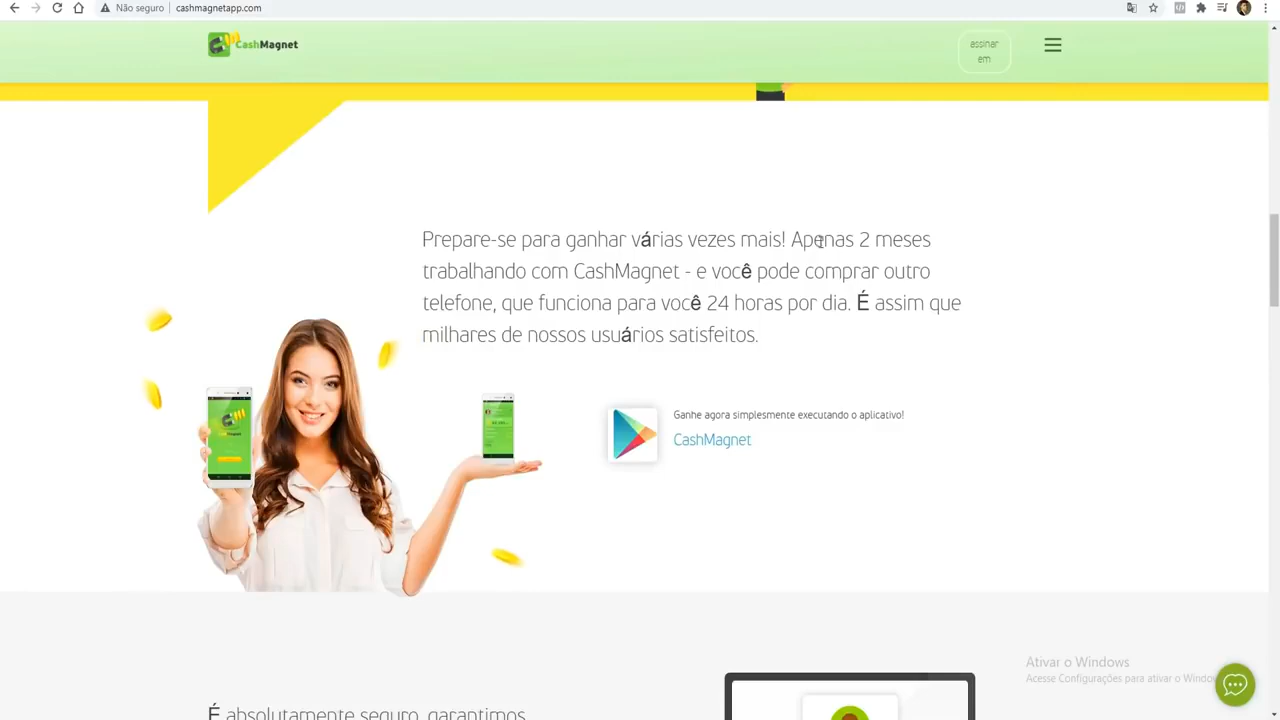 Não seguro
cashmagnetapp.com
CashMagnet
assinar
em
Prepare-se para ganhar várias vezes mais! Apenas 2 meses
trabalhando com CashMagnet - e você pode comprar outro
telefone, que funciona para você 24 horas por dia. É assim que
milhares de nossos usuários satisfeitos.
Ganhe agora simplesmente executando o aplicativo!
CashMagnet
Ativar o Windows
Acesse Configurações para ativar o
É absolutamente seguro, garantimos